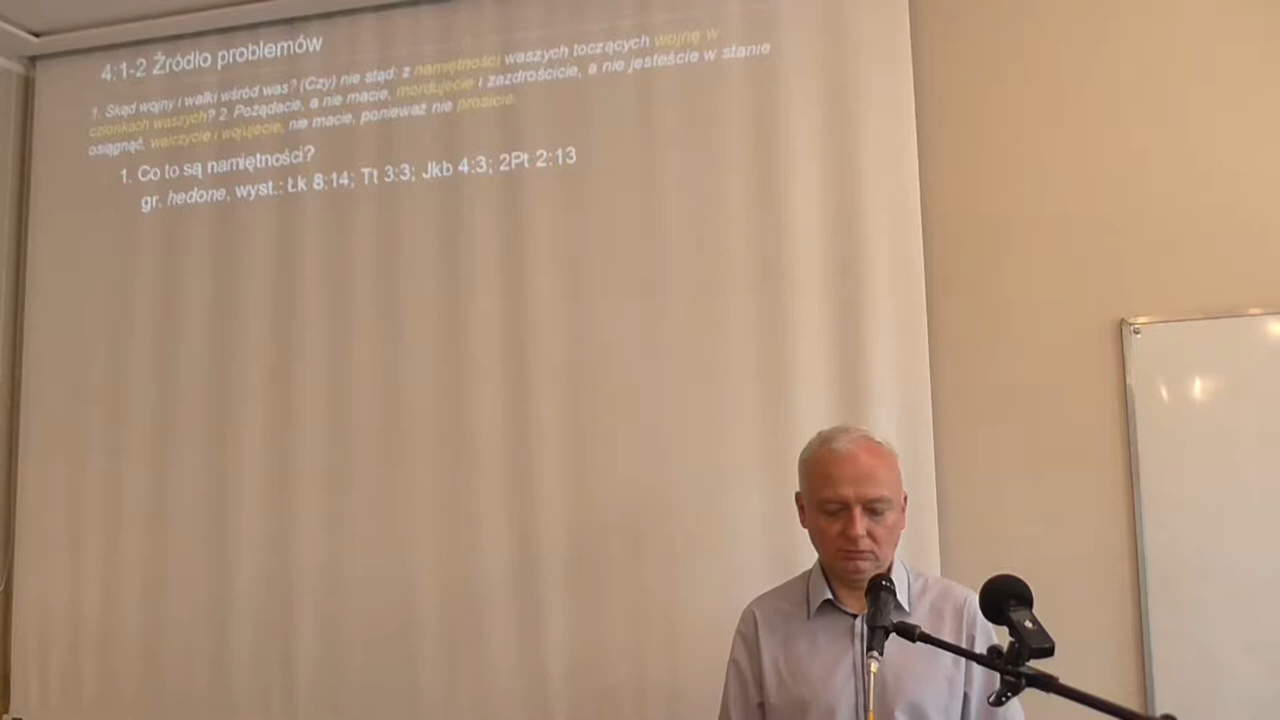 4:1-2 Źródło problemów
1. Skąd wojny i walki wśród was? (Czy) nie stąd: z namiętności waszych toczących wojnę w
członkach waszych? 2. Pożądacie, a nie macie, mordujecie i zazdrościcie, a nie jesteście w stanie
osiągnąć, walczycie i wojujecie, nie macie, ponieważ nie prosicie.
1. Co to są namiętności?
gr. hedone, wyst.: Łk 8:14; Tt 3:3; Jkb 4:3; 2Pt 2:13